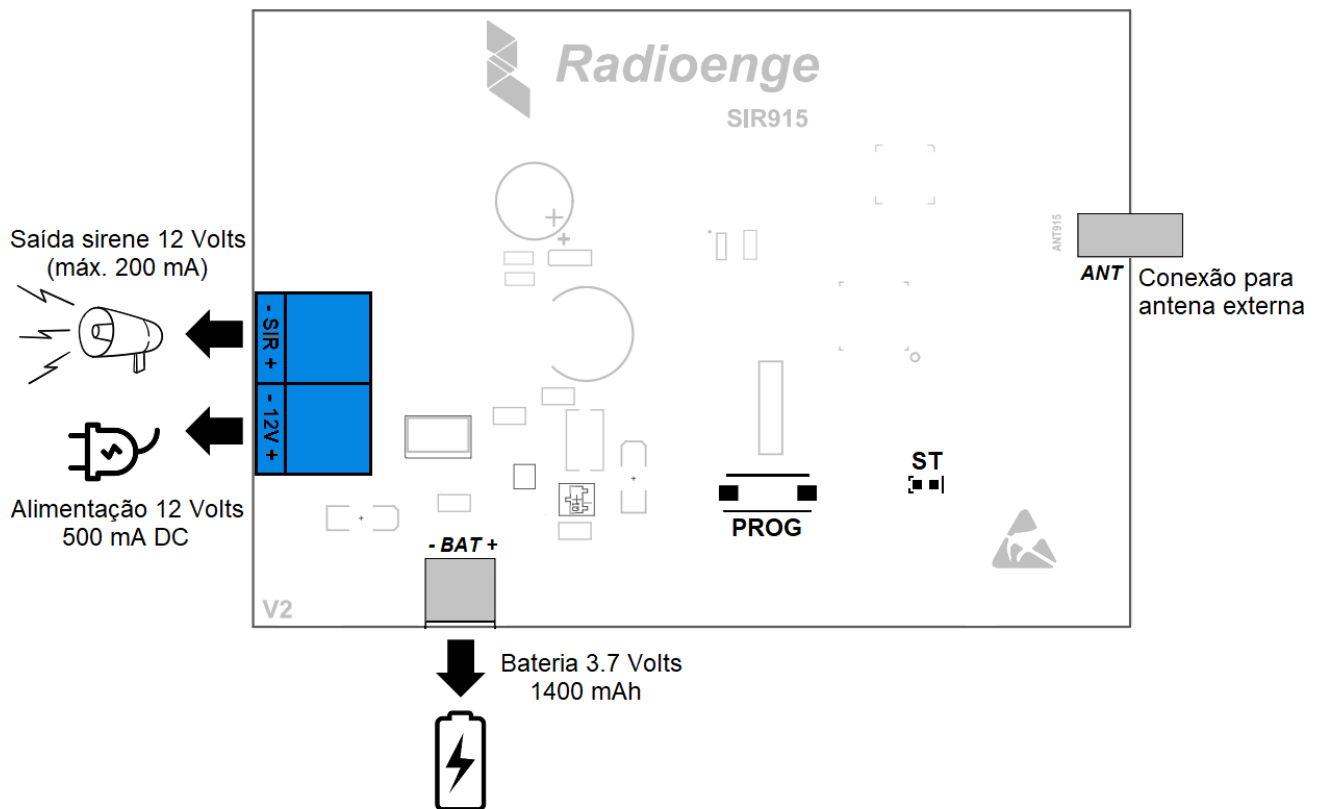 Radioenge
SIR915
Saída sirene 12 Volts
(máx. 200 mA)
- SIR +
- 12V +
Alimentação 12 Volts
500 mA DC
ANT915
ANT
Conexão para
antena externa
ST
PROG
- BAT +
V2
Bateria 3.7 Volts
1400 mAh